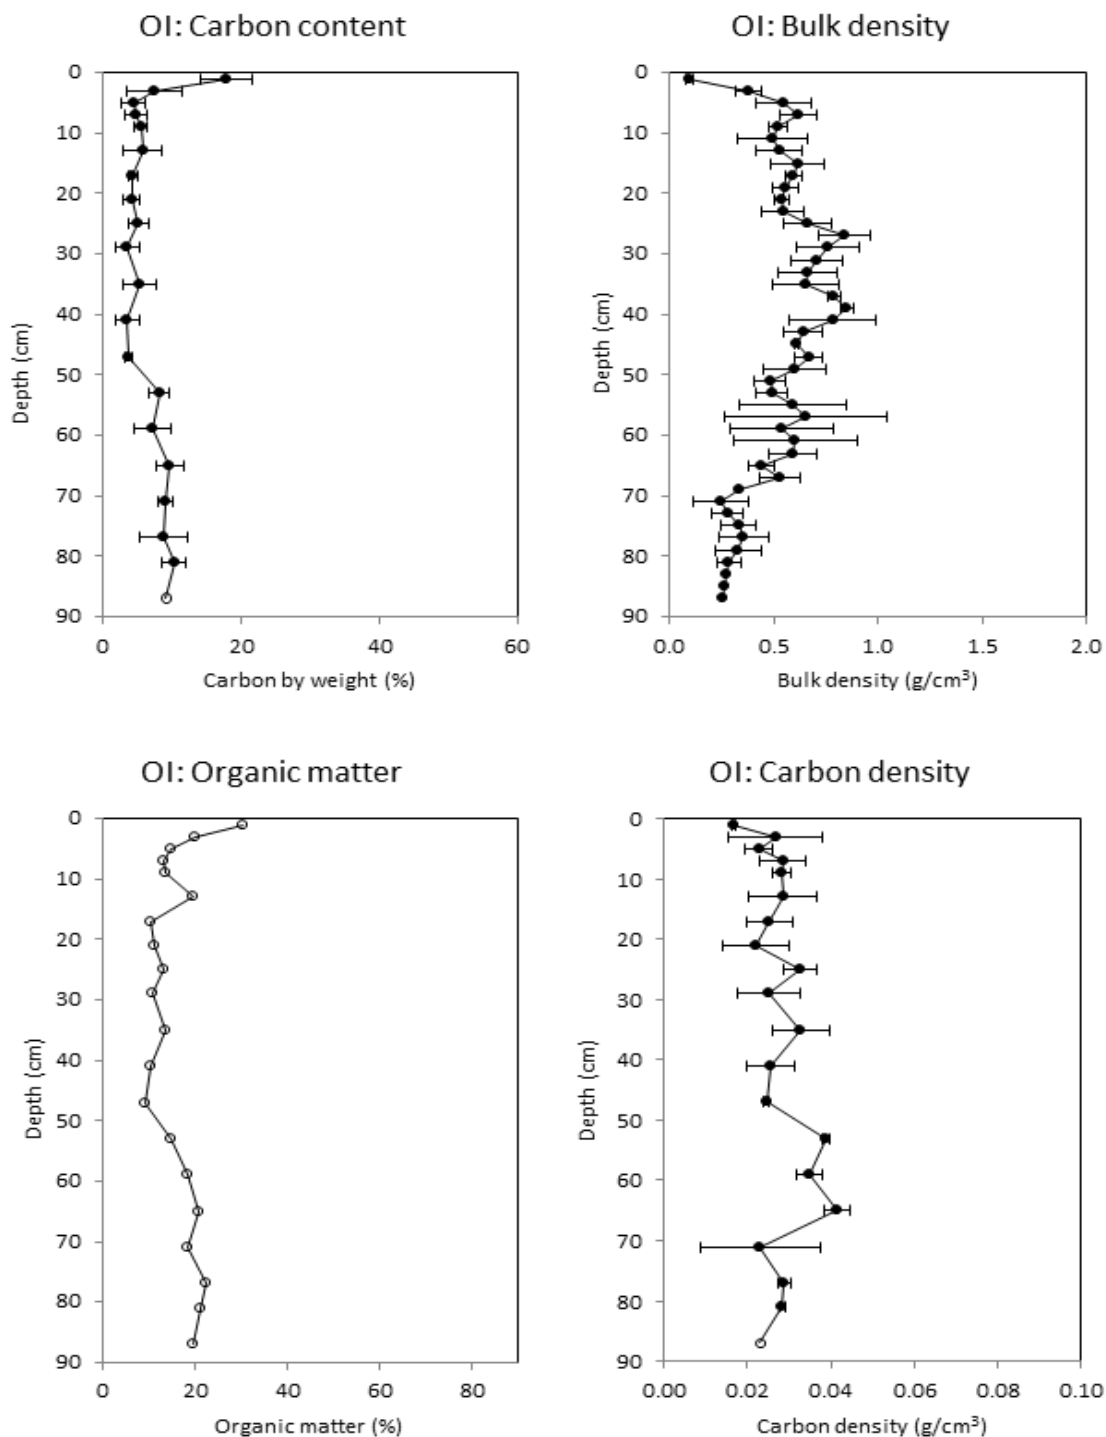 OI: Carbon content
0
10
20
30
40
50
60
70
80
90
Depth (cm)
0 20 40 60
Carbon by weight (%)
OI: Bulk density
0
10
20
30
40
50
60
70
80
90
Depth (cm)
0.0 0.5 1.0 1.5 2.0
Bulk density (g/cm³)
OI: Organic matter
0
10
20
30
40
50
60
70
80
90
Depth (cm)
0 20 40 60 80
Organic matter (%)
OI: Carbon density
0
10
20
30
40
50
60
70
80
90
Depth (cm)
0.00 0.02 0.04 0.06 0.08 0.10
Carbon density (g/cm³)